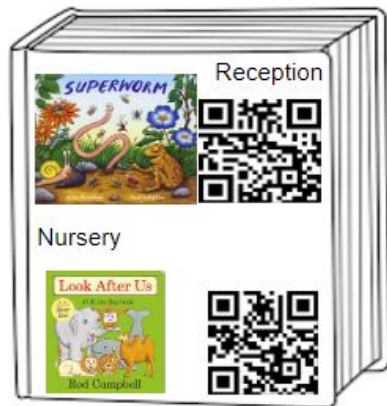 Reception
SUPERWORM
Nursery
Look After Us
Rod Campbell